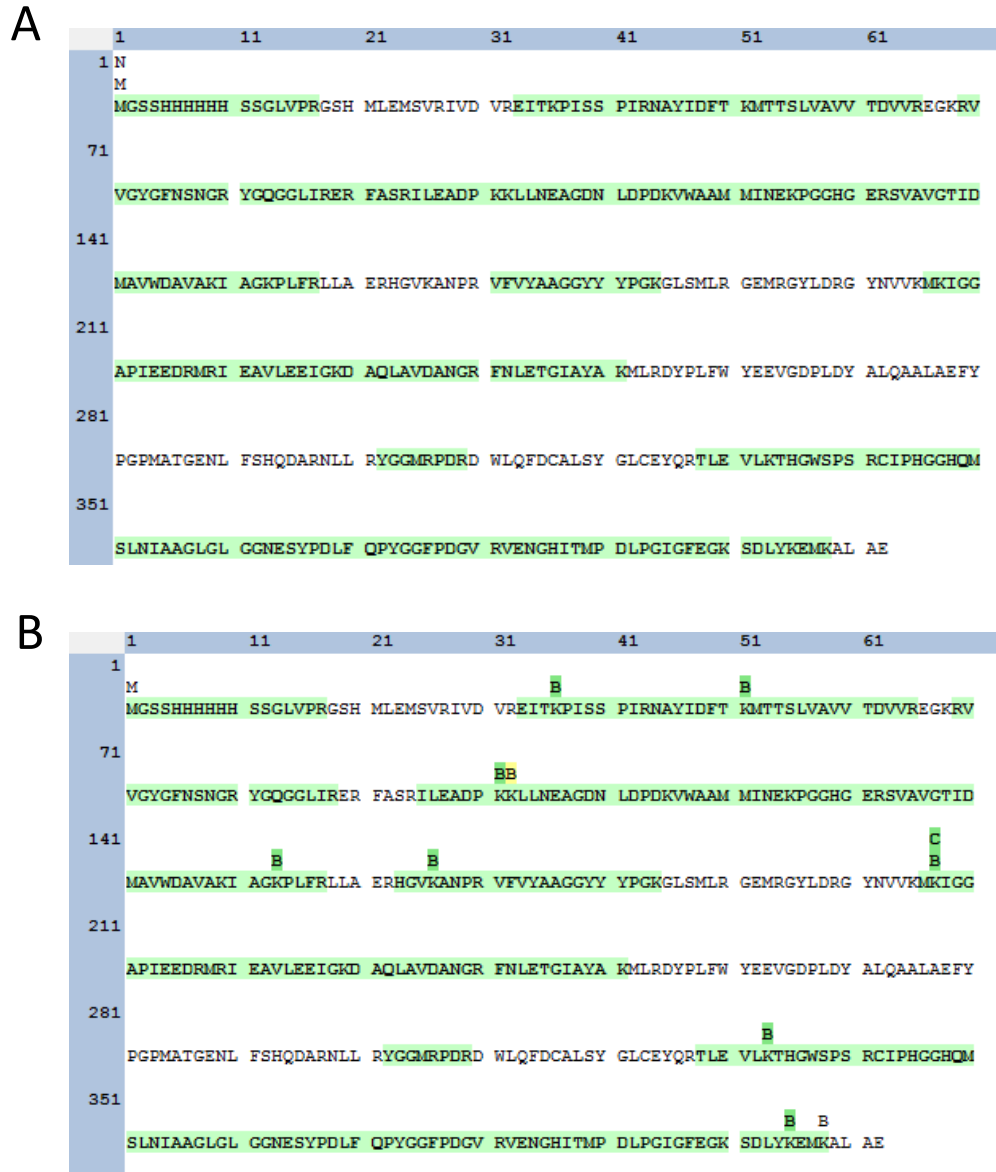 A
1 11 21 31 41 51 61
1 N
M
MGSSHHHHHH SSGLVPRGSH MLEMSVRIVD VREITKPISS PIRNAYIDFT KMTTSLVAVV TDVVREGKRV
71
VGYGFNSNGR YGQGGLIRER FASRILEADP KKLLNEAGDN LDPDKVWAAM MINEKPGGHG ERSVAVGTID
141
MAVWDAVAKI AGKPLFRLLA ERHGVKANPR VFVYAAGGYY YPGKGLSMLR GEMRGYLDRG YNVVKMKIGG
211
APIEEDRMRI EAVLEEIGKD AQLAVDANGR FNLETGIAYA KMLRDYPLFW YEEVGDPLDY ALQAALAEFY
281
PGPMATGENL FSHQDARNLL RYGGMRPDRD WLQFDCALSY GLCEYQRTLE VLKTHGWSPS RCIPHGGHQM
351
SLNIAAGLGL GGNESYPDLF QPYGGFPDGV RVENGHITMP DLPGIGFEGK SDLYKEMKAL AE
B
1 11 21 31 41 51 61
1
M B B
MGSSHHHHHH SSGLVPRGSH MLEMSVRIVD VREITKPISS PIRNAYIDFT KMTTSLVAVV TDVVREGKRV
71
BB
VGYGFNSNGR YGQGGLIRER FASRILEADP KKLLNEAGDN LDPDKVWAAM MINEKPGGHG ERSVAVGTID
141 C
B B B
MAVWDAVAKI AGKPLFRLLA ERHGVKANPR VFVYAAGGYY YPGKGLSMLR GEMRGYLDRG YNVVKMKIGG
211
APIEEDRMRI EAVLEEIGKD AQLAVDANGR FNLETGIAYA KMLRDYPLFW YEEVGDPLDY ALQAALAEFY
281
B
PGPMATGENL FSHQDARNLL RYGGMRPDRD WLQFDCALSY GLCEYQRTLE VLKTHGWSPS RCIPHGGHQM
351
B B
SLNIAAGLGL GGNESYPDLF QPYGGFPDGV RVENGHITMP DLPGIGFEGK SDLYKEMKAL AE